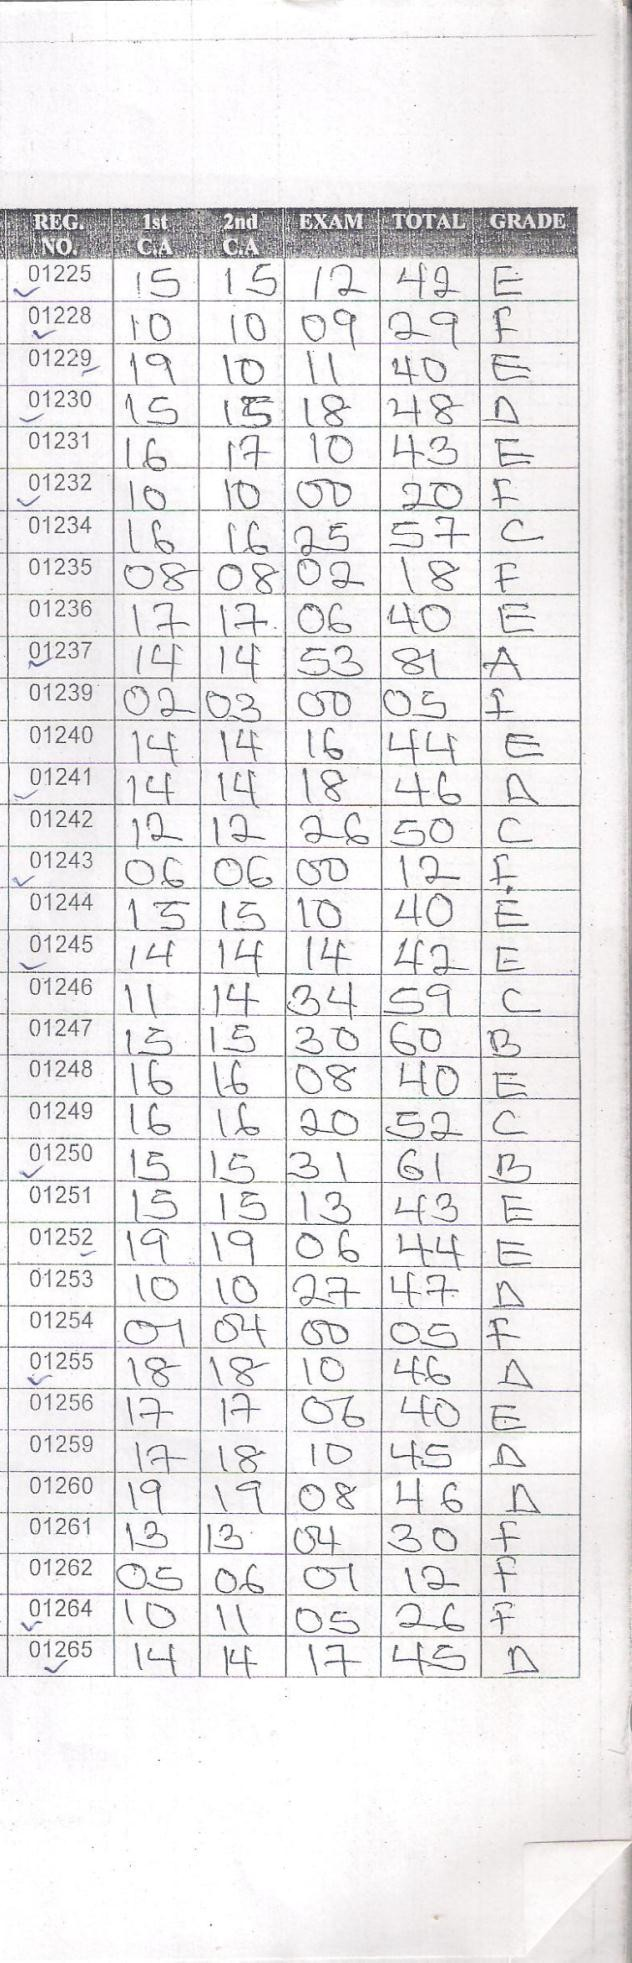 REG. NO. 1st C.A 2nd C.A EXAM TOTAL GRADE
01225 15 15 12 42 E
01228 10 10 09 29 F
01229 19 10 11 40 E
01230 15 15 18 48 D
01231 16 17 10 43 E
01232 10 10 00 20 F
01234 16 16 25 57 C
01235 08 08 02 18 F
01236 17 17 06 40 E
01237 14 14 53 81 A
01239 02 03 00 05 F
01240 14 14 16 44 E
01241 14 14 18 46 D
01242 12 12 26 50 C
01243 06 06 00 12 F
01244 15 15 10 40 E
01245 14 14 14 42 E
01246 11 14 34 59 C
01247 15 15 30 60 B
01248 16 16 08 40 E
01249 16 16 20 52 C
01250 15 15 31 61 B
01251 15 15 13 43 E
01252 19 19 06 44 E
01253 10 10 27 47 D
01254 01 04 00 05 F
01255 18 18 10 46 D
01256 17 17 06 40 E
01259 17 18 10 45 D
01260 19 19 08 46 D
01261 13 13 04 30 F
01262 05 06 01 12 F
01264 10 11 05 26 F
01265 14 14 17 45 D